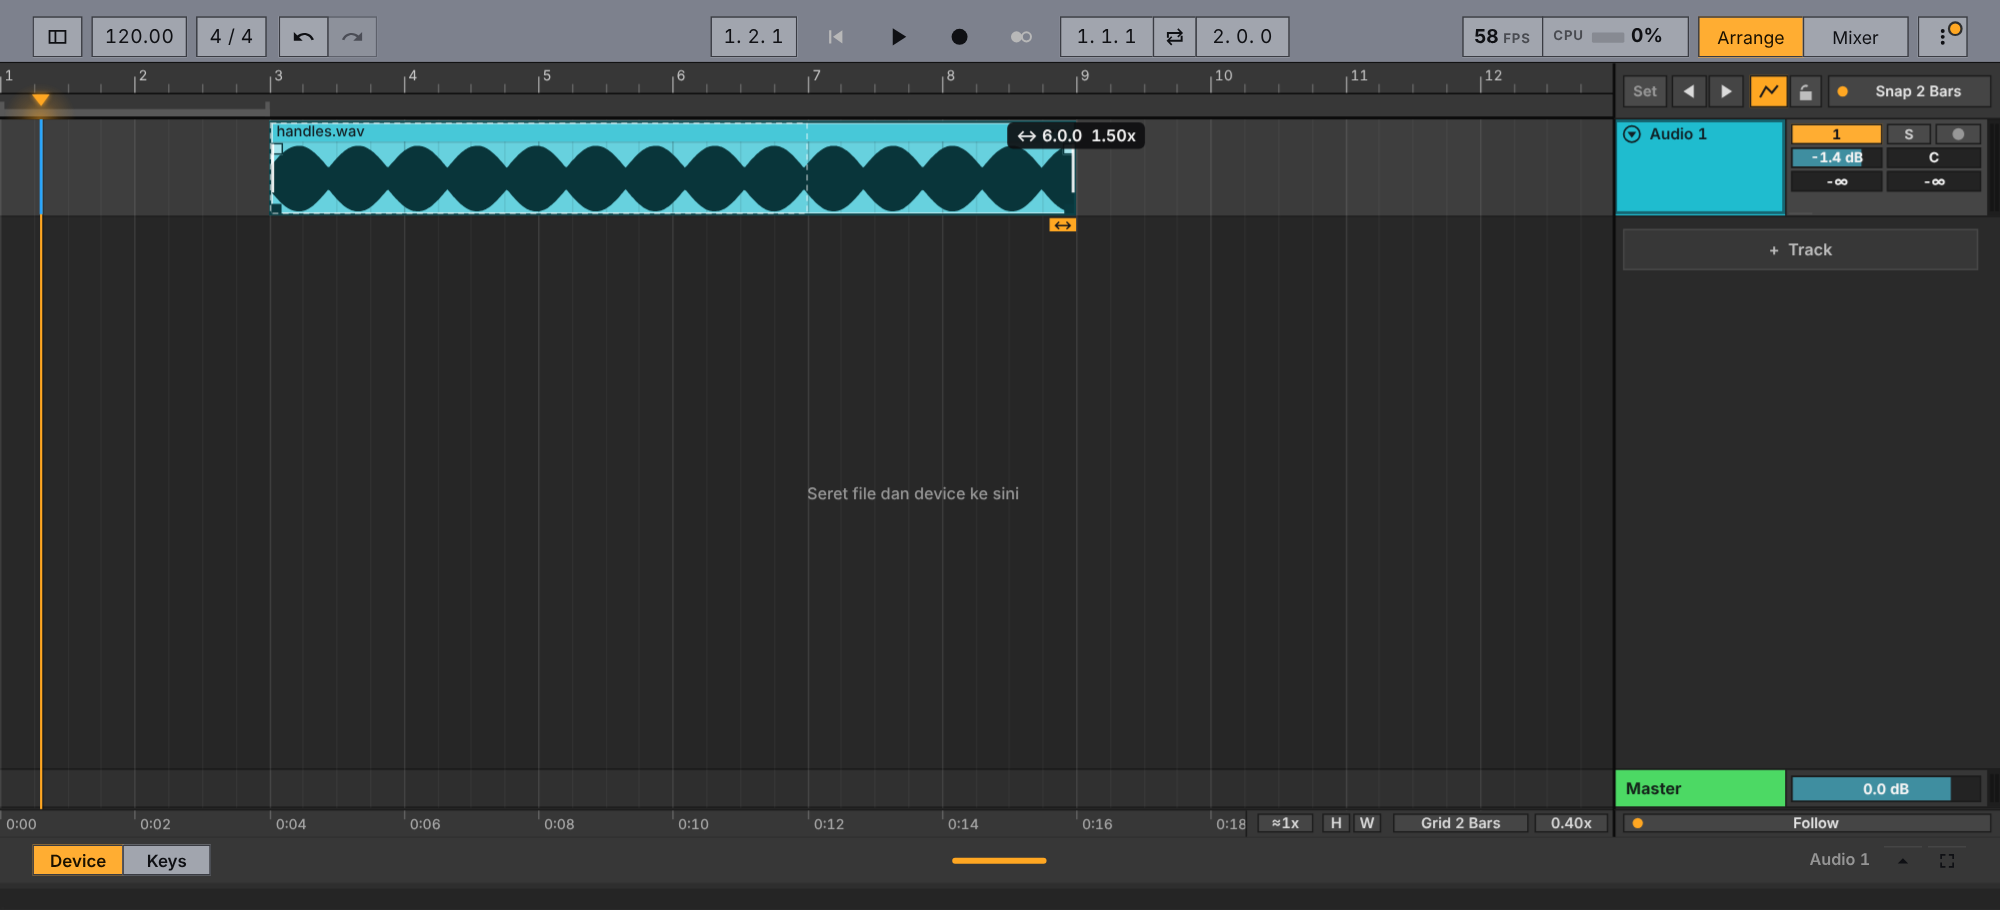 120.00 4 / 4 1. 2. 1 1. 1. 1 2. 0. 0 58 FPS CPU 0% Arrange Mixer
1 2 3 4 5 6 7 8 9 10 11 12
Set Snap 2 Bars
handles.wav
↔ 6.0.0 1.50x
Audio 1 1 S
-1.4 dB C
-∞ -∞
+ Track
Seret file dan device ke sini
Master 0.0 dB
0:00 0:02 0:04 0:06 0:08 0:10 0:12 0:14 0:16 0:18 ≈1x H W Grid 2 Bars 0.40x Follow
Device Keys Audio 1